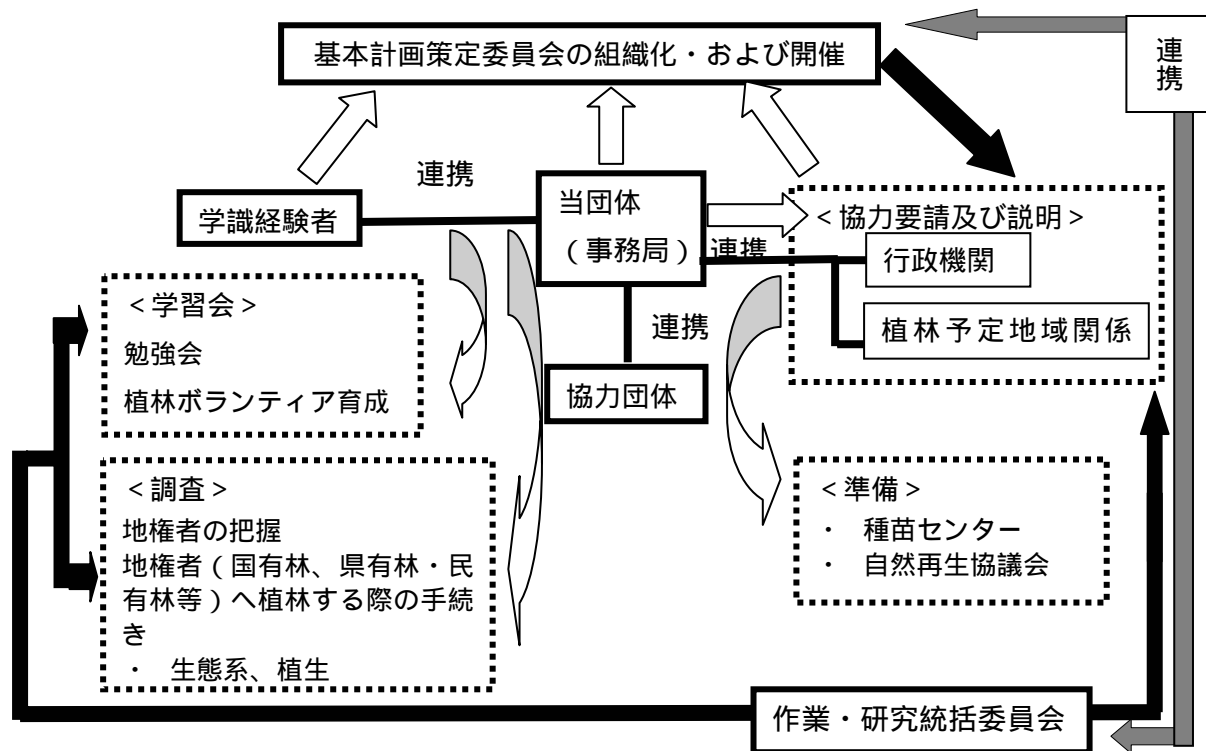 基本計画策定委員会の組織化・および開催
連携
連携
学識経験者
当団体
(事務局)
連携
<協力要請及び説明>
行政機関
植林予定地域関係
連携
協力団体
<学習会>
勉強会
植林ボランティア育成
<調査>
地権者の把握
地権者(国有林、県有林・民
有林等)へ植林する際の手続
き
・ 生態系、植生
<準備>
・ 種苗センター
・ 自然再生協議会
作業・研究統括委員会